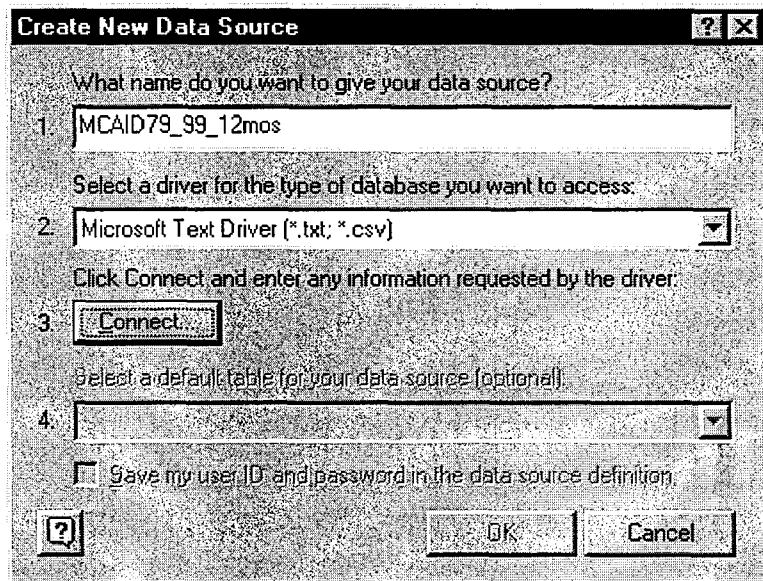 Create New Data Source
What name do you want to give your data source?
1. MCAID79_99_12mos
Select a driver for the type of database you want to access:
2. Microsoft Text Driver (*.txt; *.csv)
Click Connect and enter any information requested by the driver:
3. Connect...
Select a default table for your data source (optional):
4.
Save my user ID and password in the data source definition
OK Cancel